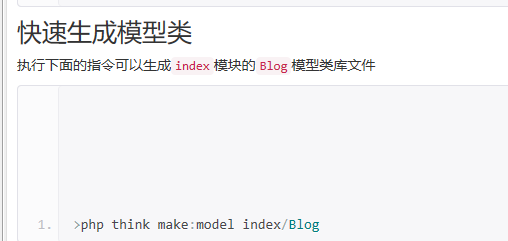 快速生成模型类
执行下面的指令可以生成 index 模块的 Blog 模型类库文件
1. >php think make:model index/Blog